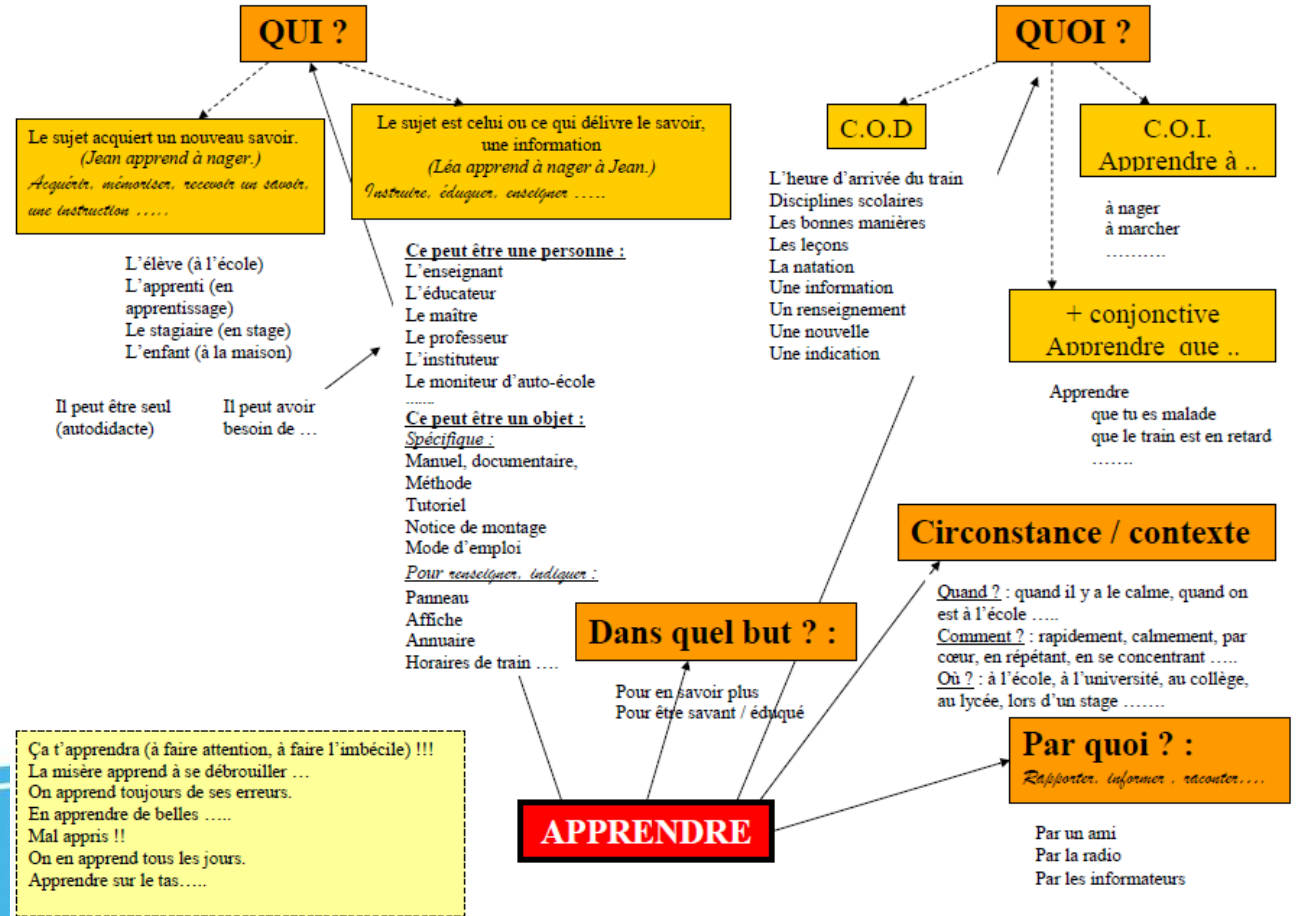 QUI ?
Le sujet acquiert un nouveau savoir.
(Jean apprend à nager.)
Acquérir, mémoriser, recevoir un savoir,
une instruction .....
Le sujet est celui ou ce qui délivre le savoir,
une information
(Léa apprend à nager à Jean.)
Instruire, éduquer, enseigner .....
L'élève (à l'école)
L'apprenti (en
apprentissage)
Le stagiaire (en stage)
L'enfant (à la maison)
Il peut être seul
(autodidacte)
Il peut avoir
besoin de …
Ce peut être une personne :
L'enseignant
L'éducateur
Le maître
Le professeur
L'instituteur
Le moniteur d'auto-école
.......
Ce peut être un objet :
Spécifique :
Manuel, documentaire,
Méthode
Tutoriel
Notice de montage
Mode d'emploi
Pour renseigner, indiquer :
Panneau
Affiche
Annuaire
Horaires de train ….
QUOI ?
C.O.D
L'heure d'arrivée du train
Disciplines scolaires
Les bonnes manières
Les leçons
La natation
Une information
Un renseignement
Une nouvelle
Une indication
C.O.I.
Apprendre à ..
à nager
à marcher
……….
+ conjonctive
Apprendre que ..
Apprendre
que tu es malade
que le train est en retard
…….
Circonstance / contexte
Quand ? : quand il y a le calme, quand on
est à l'école …..
Comment ? : rapidement, calmement, par
cœur, en répétant, en se concentrant …..
Où ? : à l'école, à l'université, au collège,
au lycée, lors d'un stage …….
Dans quel but ? :
Pour en savoir plus
Pour être savant / éduqué
Par quoi ? :
Rapporter, informer , raconter....
Par un ami
Par la radio
Par les informateurs
APPRENDRE
Ça t'apprendra (à faire attention, à faire l'imbécile) !!!
La misère apprend à se débrouiller …
On apprend toujours de ses erreurs.
En apprendre de belles …..
Mal appris !!
On en apprend tous les jours.
Apprendre sur le tas…..